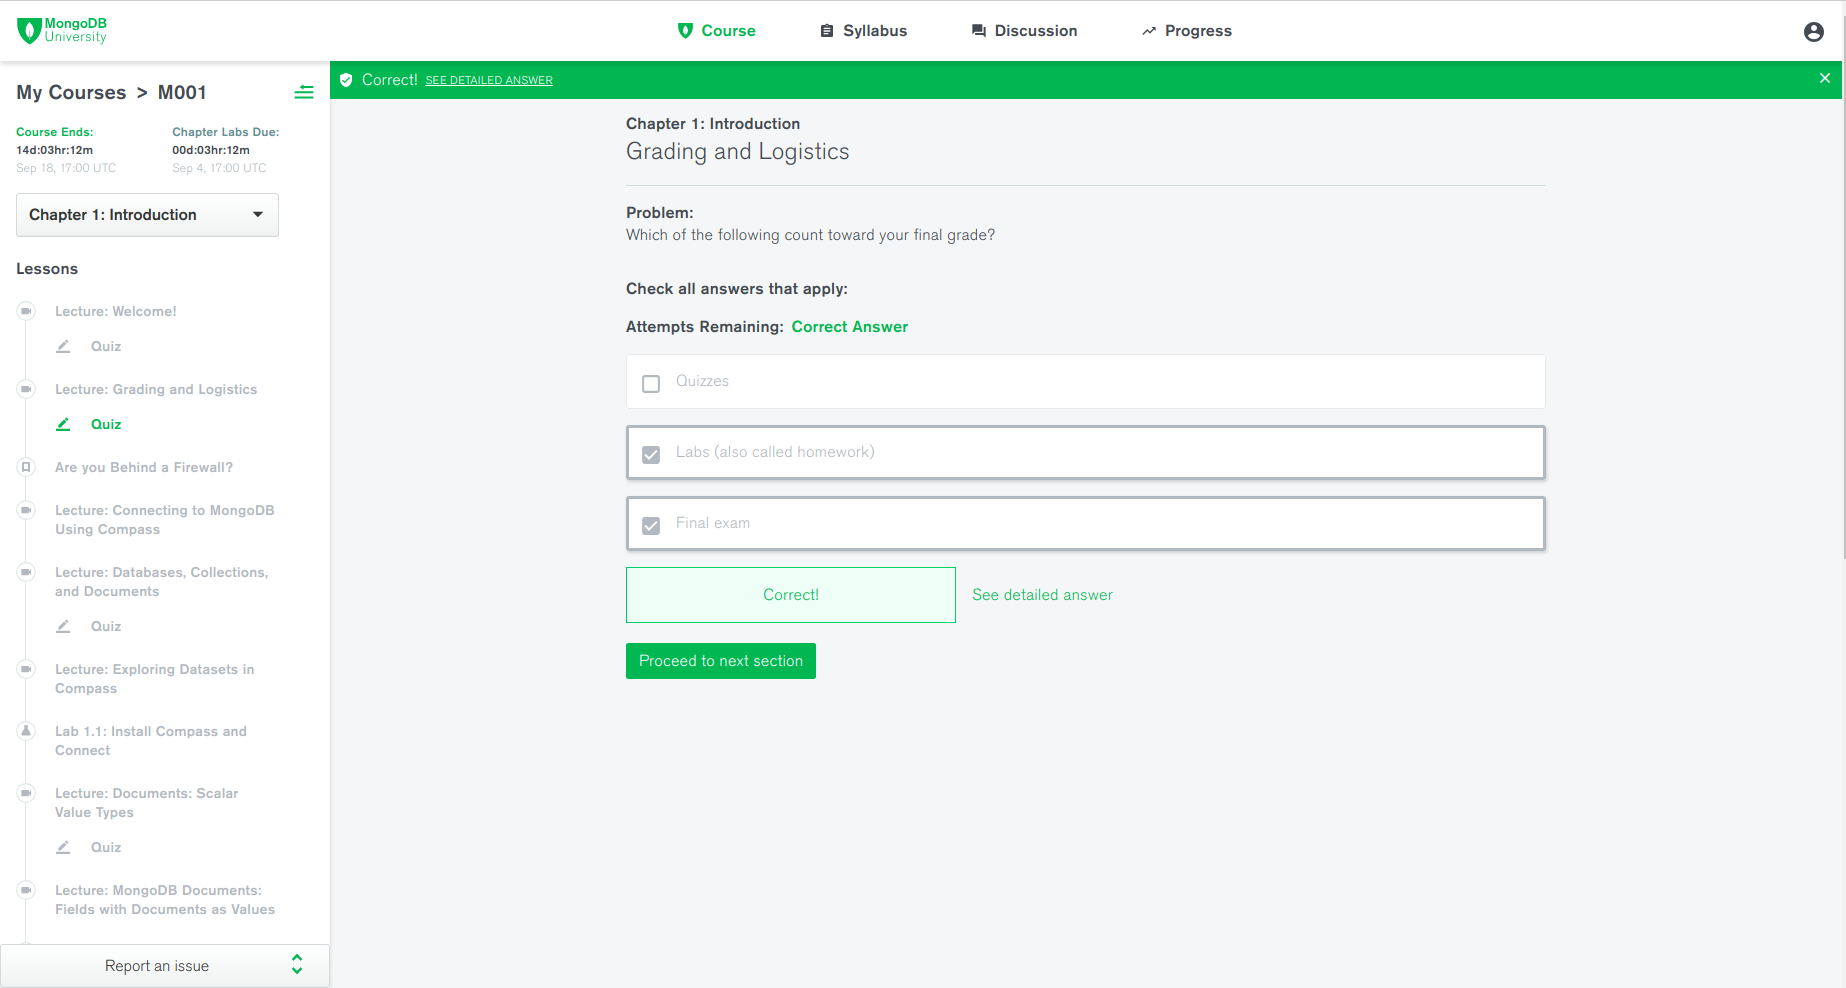 MongoDB
University
Course
Syllabus
Discussion
Progress
My Courses > M001
Course Ends:
14d:03hr:12m
Sep 18, 17:00 UTC
Chapter Labs Due:
00d:03hr:12m
Sep 4, 17:00 UTC
Chapter 1: Introduction
Lessons
Lecture: Welcome!
Quiz
Lecture: Grading and Logistics
Quiz
Are you Behind a Firewall?
Lecture: Connecting to MongoDB
Using Compass
Lecture: Databases, Collections,
and Documents
Quiz
Lecture: Exploring Datasets in
Compass
Lab 1.1: Install Compass and
Connect
Lecture: Documents: Scalar
Value Types
Quiz
Lecture: MongoDB Documents:
Fields with Documents as Values
Report an issue
Correct! SEE DETAILED ANSWER
Chapter 1: Introduction
Grading and Logistics
Problem:
Which of the following count toward your final grade?
Check all answers that apply:
Attempts Remaining: Correct Answer
Quizzes
Labs (also called homework)
Final exam
Correct!
See detailed answer
Proceed to next section